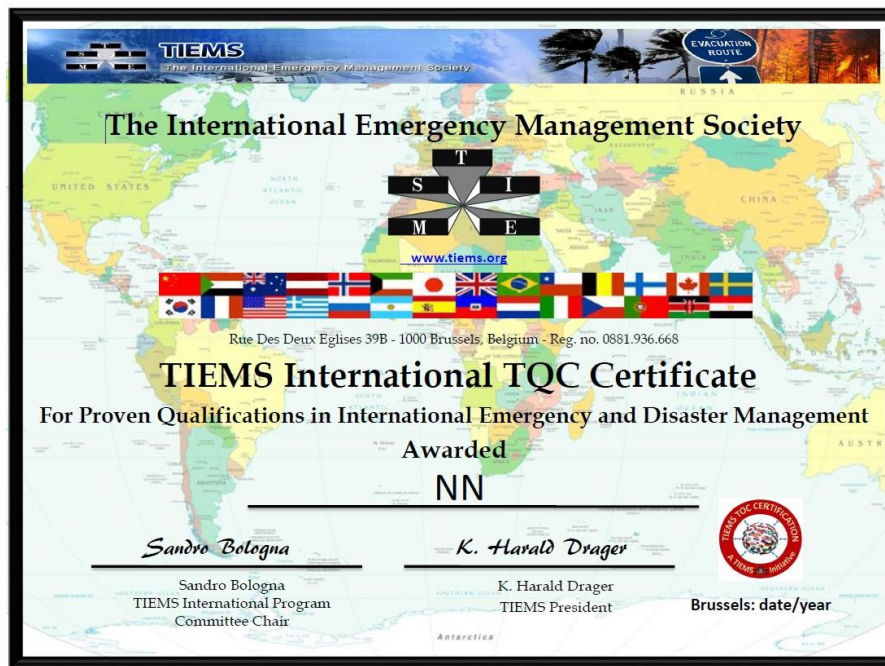 TIEMS
The International Emergency Management Society
EVACUATION
ROUTE
RUSSIA
The International Emergency Management Society
T
S I
M E
UNITED STATES
NORTH
ATLANTIC
OCEAN
CHINA
www.tiems.org
Rue Des Deux Eglises 39B - 1000 Brussels, Belgium - Reg. no. 0881.936.668
TIEMS International TQC Certificate
For Proven Qualifications in International Emergency and Disaster Management
Awarded
NN
Sandro Bologna
K. Harald Drager
Sandro Bologna
TIEMS International Program
Committee Chair
K. Harald Drager
TIEMS President
TIEMS TQC CERTIFICATION
A TIEMS Initiative
Brussels: date/year
Antarctica